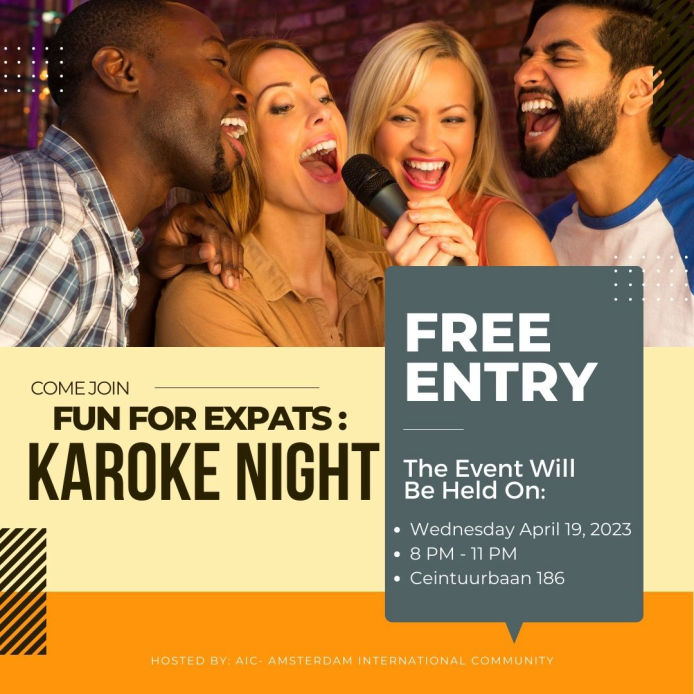 COME JOIN
FUN FOR EXPATS :
KAROKE NIGHT
FREE
ENTRY
The Event Will
Be Held On:
• Wednesday April 19, 2023
• 8 PM - 11 PM
• Ceintuurbaan 186
HOSTED BY: AIC- AMSTERDAM INTERNATIONAL COMMUNITY